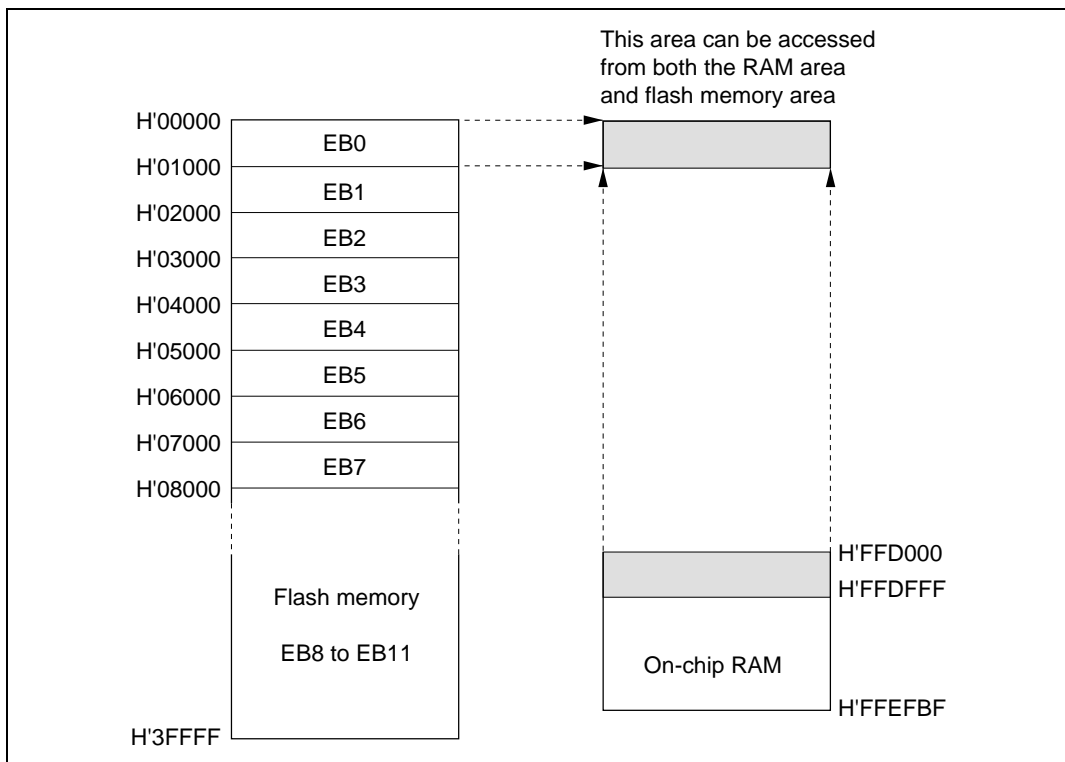 This area can be accessed
from both the RAM area
and flash memory area
H'00000
EB0
H'01000
EB1
H'02000
EB2
H'03000
EB3
H'04000
EB4
H'05000
EB5
H'06000
EB6
H'07000
EB7
H'08000
Flash memory
EB8 to EB11
H'3FFFF
H'FFD000
H'FFDFFF
On-chip RAM
H'FFEFBF